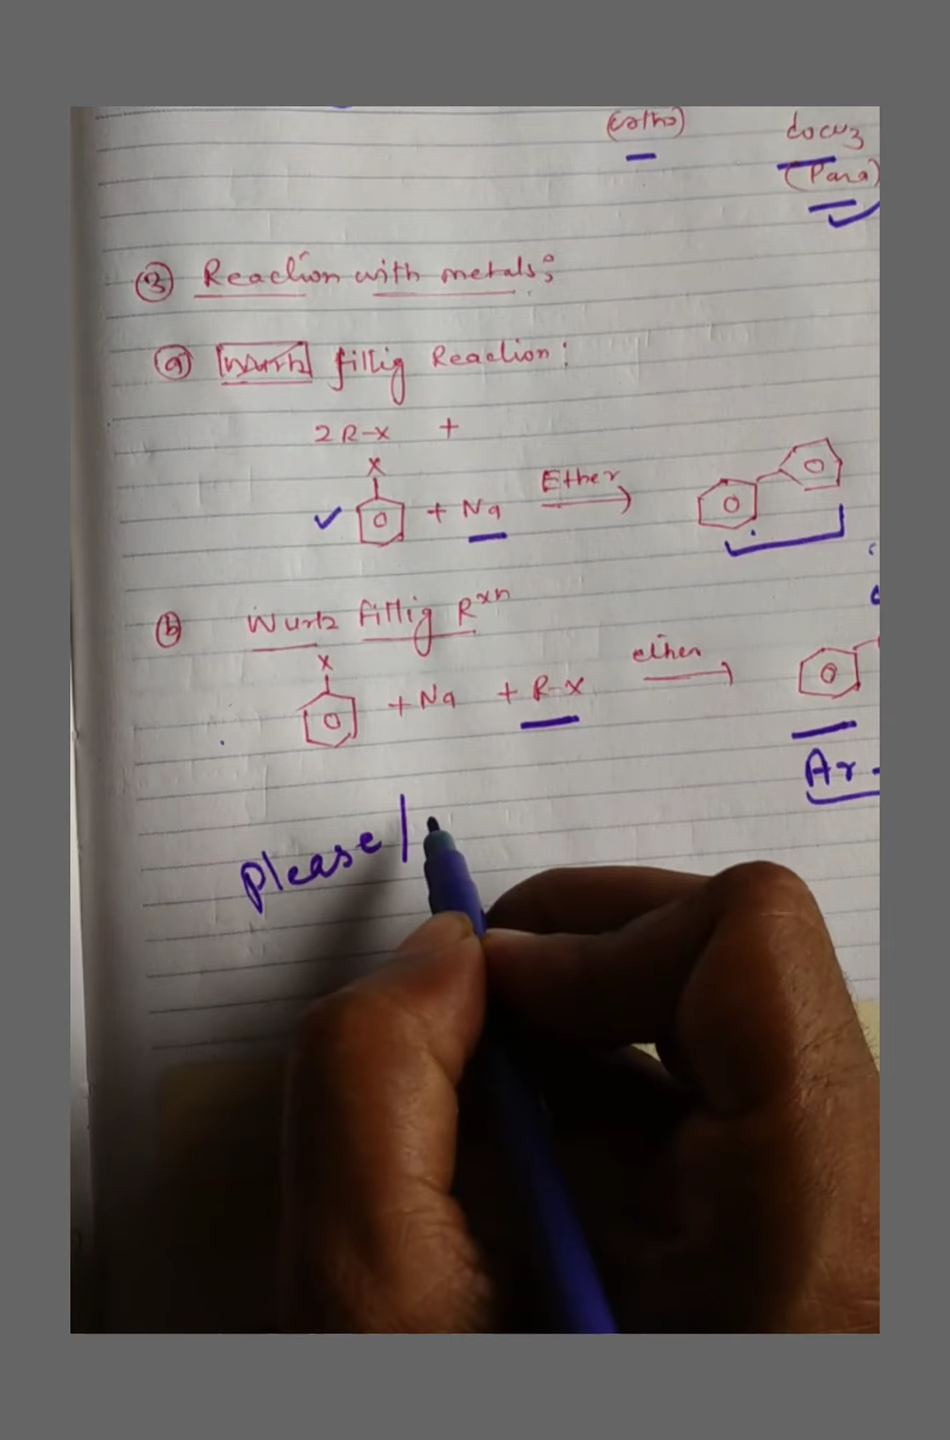 (ortho)
(Para)
③ Reaction with metals;
ⓐ Wurtz fittig Reaction:
2R-X +
X
+ Na Ether
ⓑ Wurtz fittig Rxn
X
+ Na + R-X ether
Ar-
Please